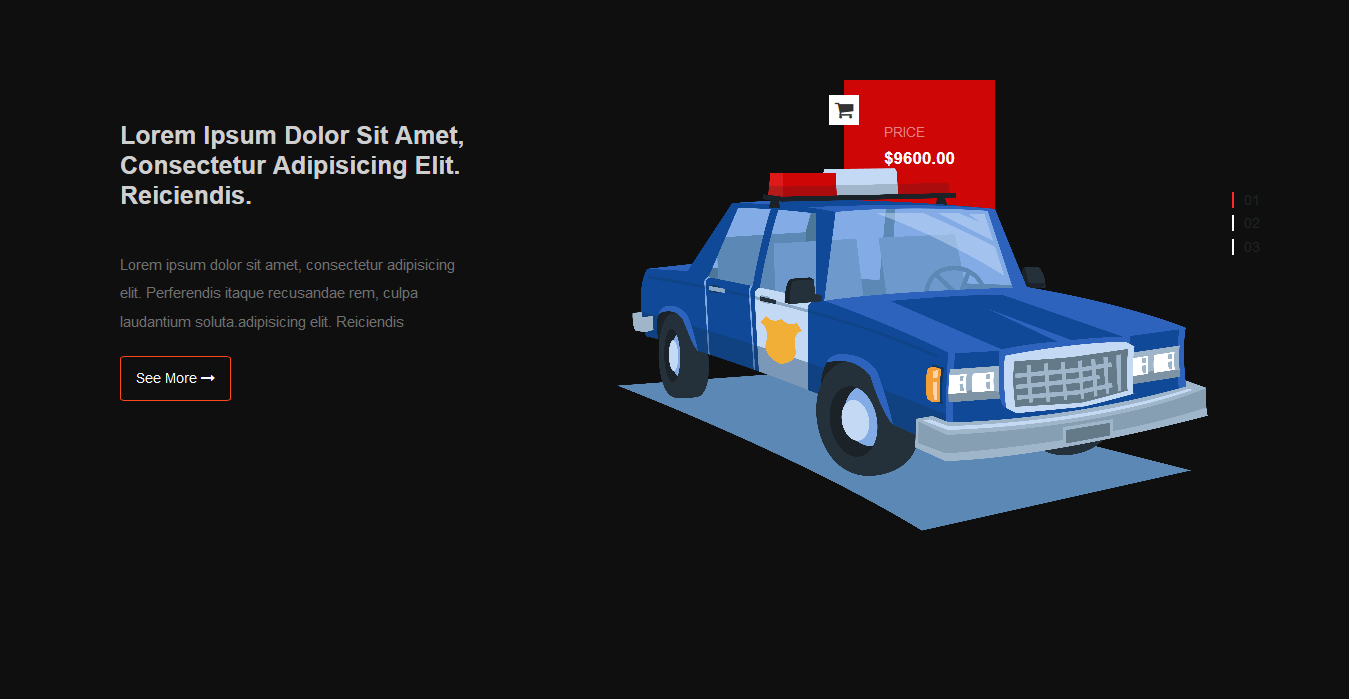 Lorem Ipsum Dolor Sit Amet,
Consectetur Adipisicing Elit.
Reiciendis.
Lorem ipsum dolor sit amet, consectetur adipisicing
elit. Perferendis itaque recusandae rem, culpa
laudantium soluta.adipisicing elit. Reiciendis
See More
PRICE
$9600.00
01
02
03